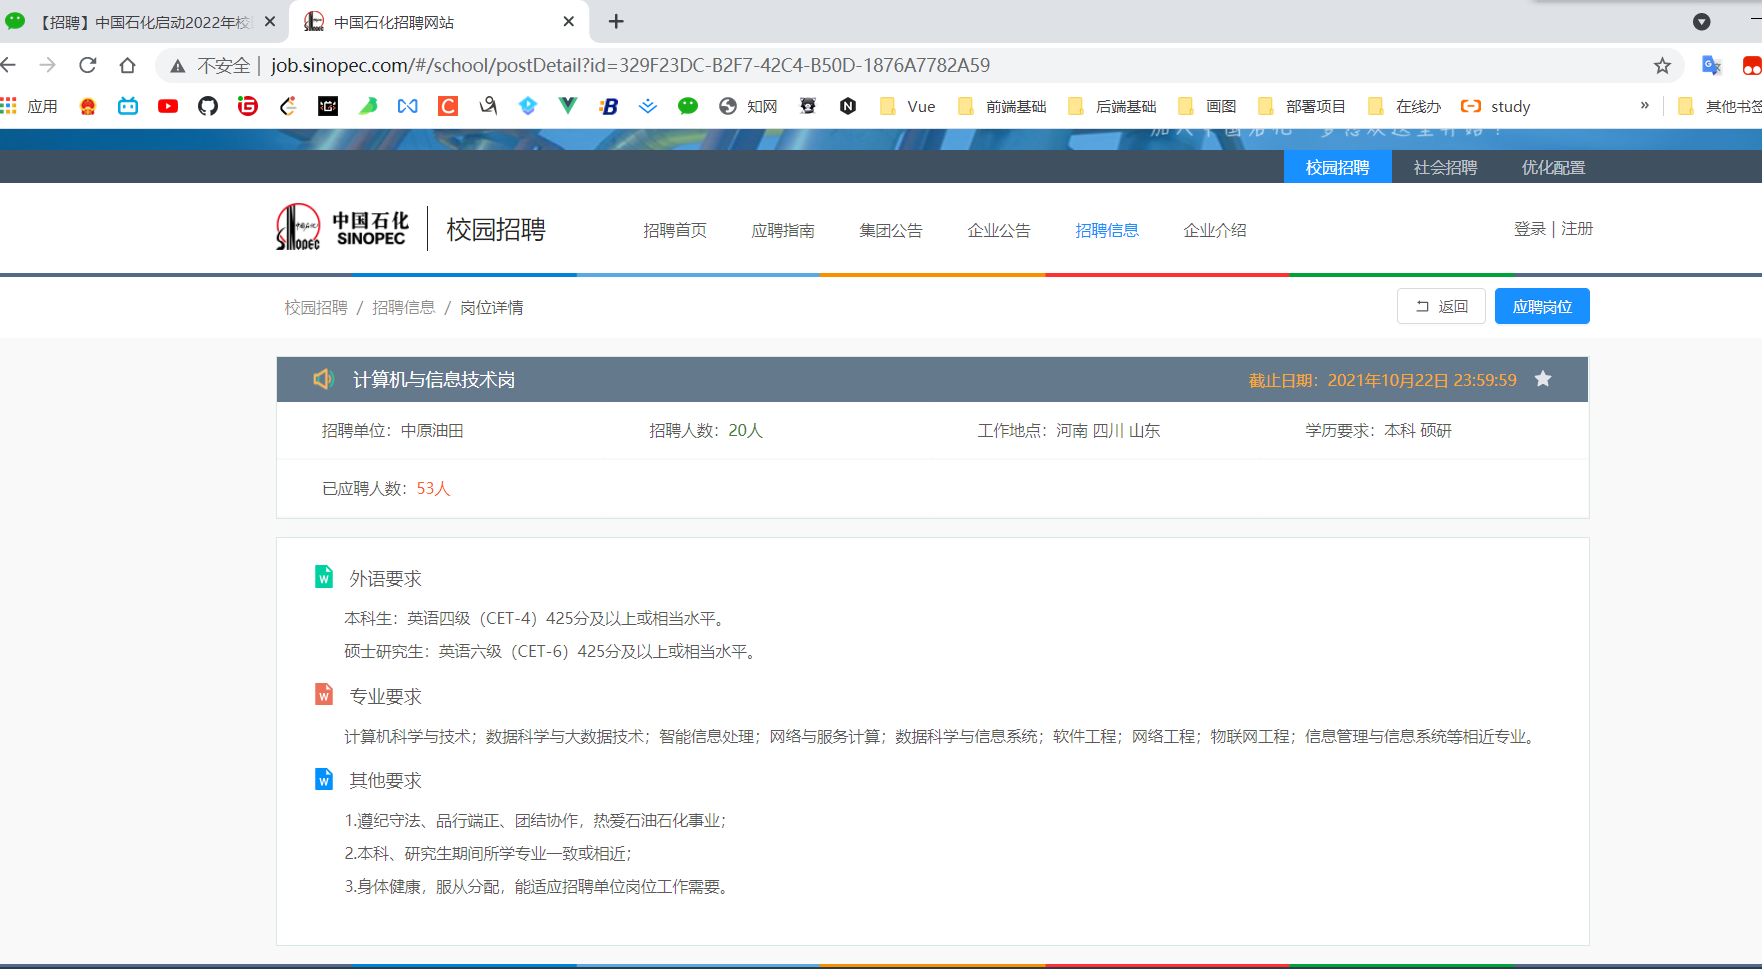 【招聘】中国石化启动2022年校
中国石化招聘网站
不安全 | job.sinopec.com/#/school/postDetail?id=329F23DC-B2F7-42C4-B50D-1876A7782A59
应用 知网 Vue 前端基础 后端基础 画图 部署项目 在线办 study » 其他书签
校园招聘 社会招聘 优化配置
中国石化 SINOPEC 校园招聘 招聘首页 应聘指南 集团公告 企业公告 招聘信息 企业介绍 登录 | 注册
校园招聘 / 招聘信息 / 岗位详情 返回 应聘岗位
计算机与信息技术岗 截止日期：2021年10月22日 23:59:59
招聘单位：中原油田 招聘人数：20人 工作地点：河南 四川 山东 学历要求：本科 硕研
已应聘人数：53人
外语要求
本科生：英语四级（CET-4）425分及以上或相当水平。
硕士研究生：英语六级（CET-6）425分及以上或相当水平。
专业要求
计算机科学与技术；数据科学与大数据技术；智能信息处理；网络与服务计算；数据科学与信息系统；软件工程；网络工程；物联网工程；信息管理与信息系统等相近专业。
其他要求
1.遵纪守法、品行端正、团结协作，热爱石油石化事业；
2.本科、研究生期间所学专业一致或相近；
3.身体健康，服从分配，能适应招聘单位岗位工作需要。